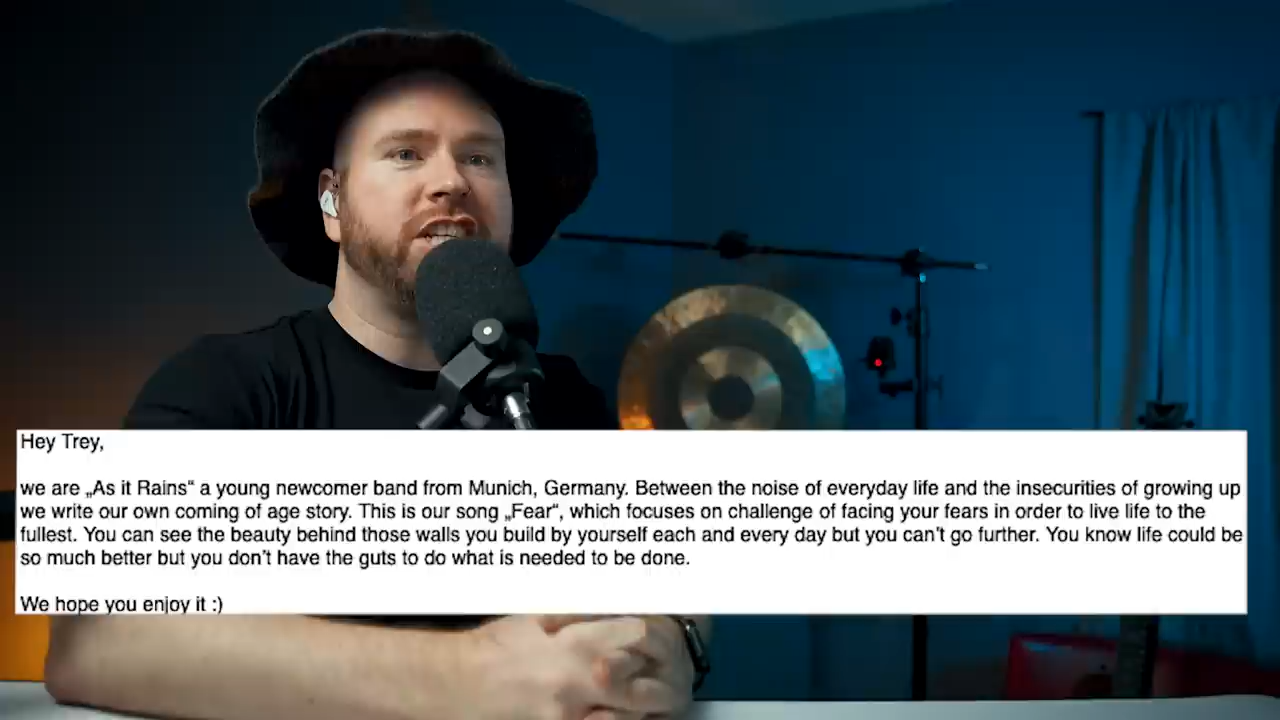 Hey Trey,
we are „As it Rains“ a young newcomer band from Munich, Germany. Between the noise of everyday life and the insecurities of growing up
we write our own coming of age story. This is our song „Fear“, which focuses on challenge of facing your fears in order to live life to the
fullest. You can see the beauty behind those walls you build by yourself each and every day but you can’t go further. You know life could be
so much better but you don’t have the guts to do what is needed to be done.
We hope you enjoy it :)